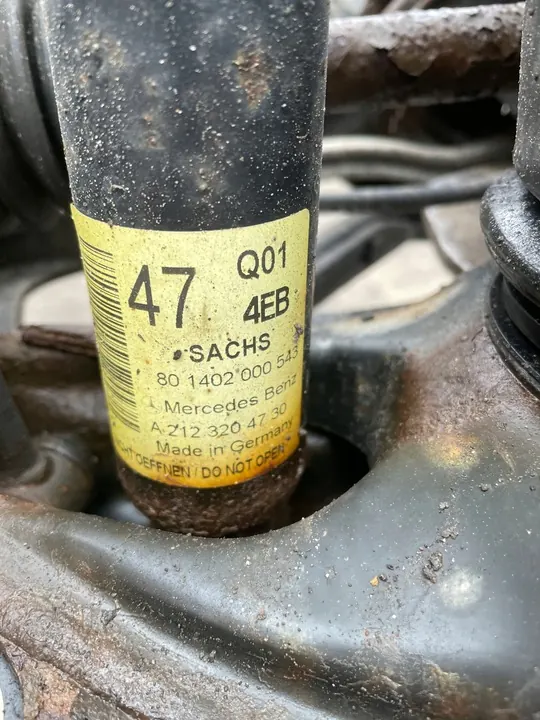 47 Q01
4EB
SACHS
80 1402 000 543
Mercedes Benz
A 212 320 47 30
Made in Germany
OEFFNEN / DO NOT OPEN